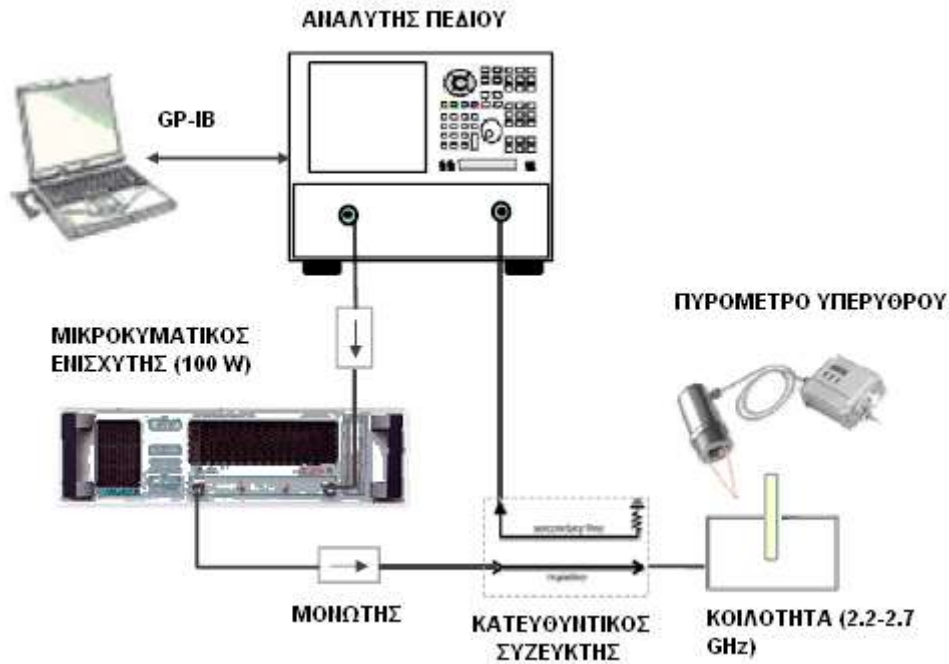 ΑΝΑΛΥΤΗΣ ΠΕΔΙΟΥ
GP-IB
ΠΥΡΟΜΕΤΡΟ ΥΠΕΡΥΘΡΟΥ
ΜΙΚΡΟΚΥΜΑΤΙΚΟΣ
ΕΝΙΣΧΥΤΗΣ (100 W)
ΜΟΝΩΤΗΣ
ΚΑΤΕΥΘΥΝΤΙΚΟΣ
ΣΥΖΕΥΚΤΗΣ
ΚΟΙΛΟΤΗΤΑ (2.2-2.7
GHz)